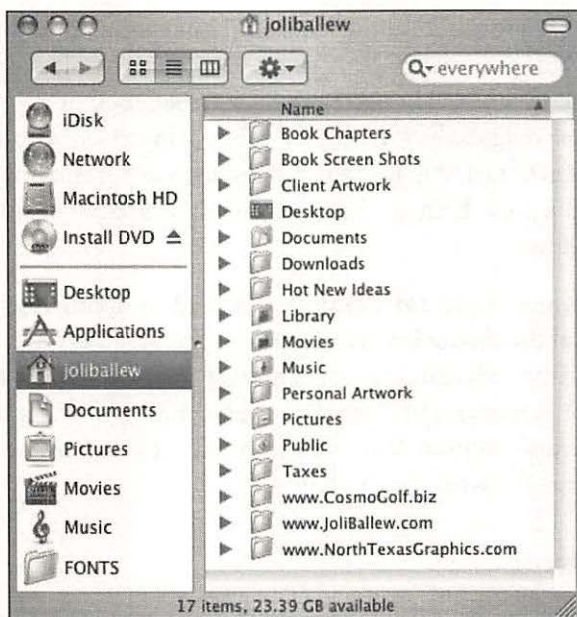 joliballew
everywhere
iDisk
Network
Macintosh HD
Install DVD
Desktop
Applications
joliballew
Documents
Pictures
Movies
Music
FONTS
Name
Book Chapters
Book Screen Shots
Client Artwork
Desktop
Documents
Downloads
Hot New Ideas
Library
Movies
Music
Personal Artwork
Pictures
Public
Taxes
www.CosmoGolf.biz
www.JoliBallew.com
www.NorthTexasGraphics.com
17 items, 23.39 GB available